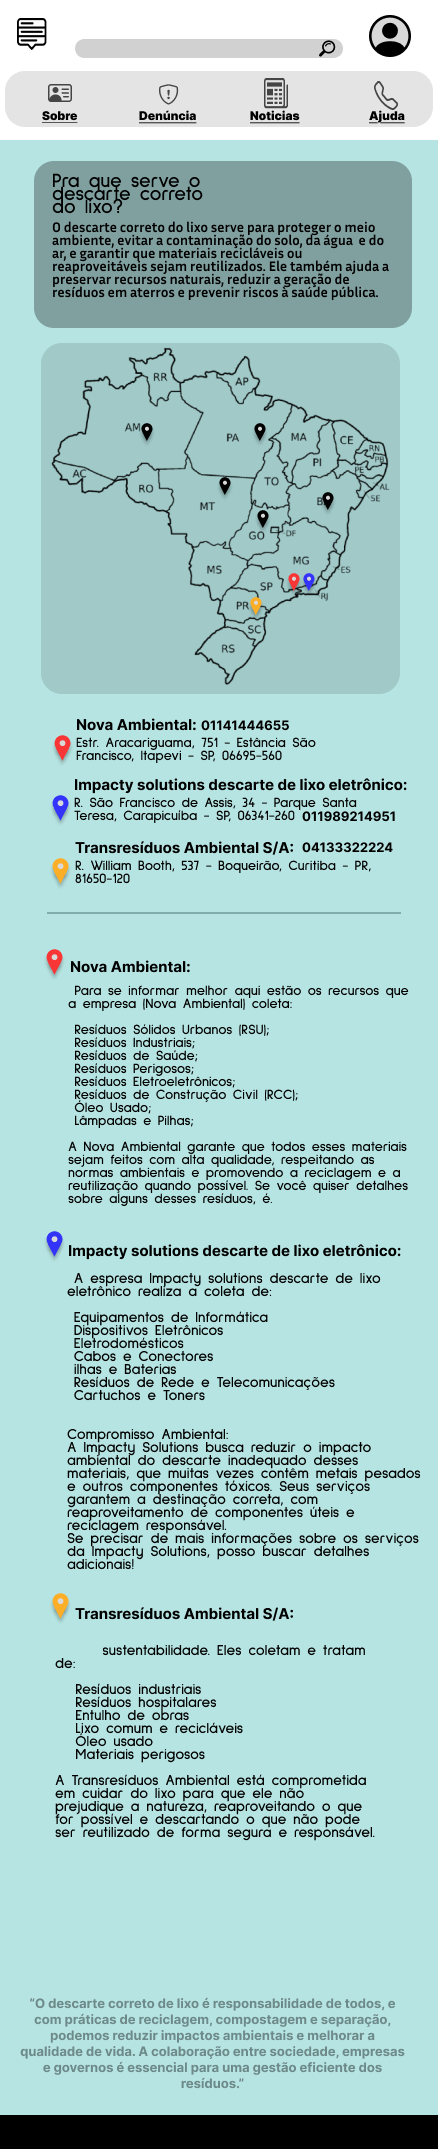 Sobre
Denúncia
Noticias
Ajuda
Pra que serve o
descarte correto
do lixo?
O descarte correto do lixo serve para proteger o meio
ambiente, evitar a contaminação do solo, da água e do
ar, e garantir que materiais recicláveis ou
reaproveitáveis sejam reutilizados. Ele também ajuda a
preservar recursos naturais, reduzir a geração de
resíduos em aterros e prevenir riscos à saúde pública.
RR
AP
AM
PA
MA
CE
RN
PB
PI
PE
AC
AL
TO
SE
RO
B
MT
GO
DF
MG
MS
ES
SP
RJ
PR
SC
RS
Nova Ambiental: 01141444655
Estr. Araçariguama, 751 - Estância São
Francisco, Itapevi - SP, 06695-560
Impacty solutions descarte de lixo eletrônico:
R. São Francisco de Assis, 34 - Parque Santa
Teresa, Carapicuíba - SP, 06341-260 011989214951
Transresíduos Ambiental S/A: 04133322224
R. William Booth, 537 - Boqueirão, Curitiba - PR,
81650-120
Nova Ambiental:
Para se informar melhor aqui estão os recursos que
a empresa (Nova Ambiental) coleta:
Resíduos Sólidos Urbanos (RSU);
Resíduos Industriais;
Resíduos de Saúde;
Resíduos Perigosos;
Resíduos Eletroeletrônicos;
Resíduos de Construção Civil (RCC);
Óleo Usado;
Lâmpadas e Pilhas;
A Nova Ambiental garante que todos esses materiais
sejam feitos com alta qualidade, respeitando as
normas ambientais e promovendo a reciclagem e a
reutilização quando possível. Se você quiser detalhes
sobre alguns desses resíduos, é.
Impacty solutions descarte de lixo eletrônico:
A espresa Impacty solutions descarte de lixo
eletrônico realiza a coleta de:
Equipamentos de Informática
Dispositivos Eletrônicos
Eletrodomésticos
Cabos e Conectores
ilhas e Baterias
Resíduos de Rede e Telecomunicações
Cartuchos e Toners
Compromisso Ambiental:
A Impacty Solutions busca reduzir o impacto
ambiental do descarte inadequado desses
materiais, que muitas vezes contêm metais pesados
e outros componentes tóxicos. Seus serviços
garantem a destinação correta, com
reaproveitamento de componentes úteis e
reciclagem responsável.
Se precisar de mais informações sobre os serviços
da Impacty Solutions, posso buscar detalhes
adicionais!
Transresíduos Ambiental S/A:
sustentabilidade. Eles coletam e tratam
de:
Resíduos industriais
Resíduos hospitalares
Entulho de obras
Lixo comum e recicláveis
Óleo usado
Materiais perigosos
A Transresíduos Ambiental está comprometida
em cuidar do lixo para que ele não
prejudique a natureza, reaproveitando o que
for possível e descartando o que não pode
ser reutilizado de forma segura e responsável.
"O descarte correto de lixo é responsabilidade de todos, e
com práticas de reciclagem, compostagem e separação,
podemos reduzir impactos ambientais e melhorar a
qualidade de vida. A colaboração entre sociedade, empresas
e governos é essencial para uma gestão eficiente dos
resíduos."